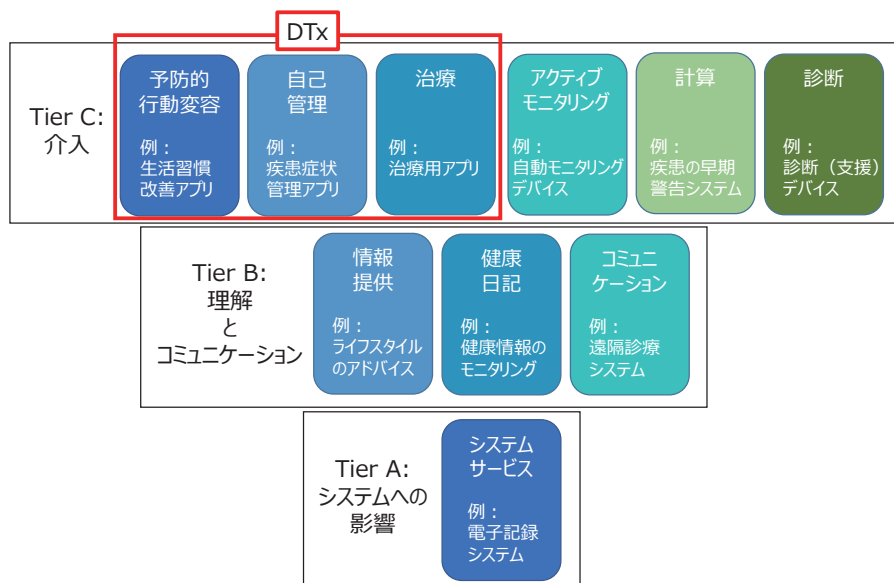 DTx
Tier C:
介入
予防的
行動変容
例：
生活習慣
改善アプリ
自己
管理
例：
疾患症状
管理アプリ
治療
例：
治療用アプリ
アクティブ
モニタリング
例：
自動モニタリング
デバイス
計算
例：
疾患の早期
警告システム
診断
例：
診断（支援）
デバイス
Tier B:
理解
と
コミュニケーション
情報
提供
例：
ライフスタイル
のアドバイス
健康
日記
例：
健康情報の
モニタリング
コミュニ
ケーション
例：
遠隔診療
システム
Tier A:
システムへの
影響
システム
サービス
例：
電子記録
システム